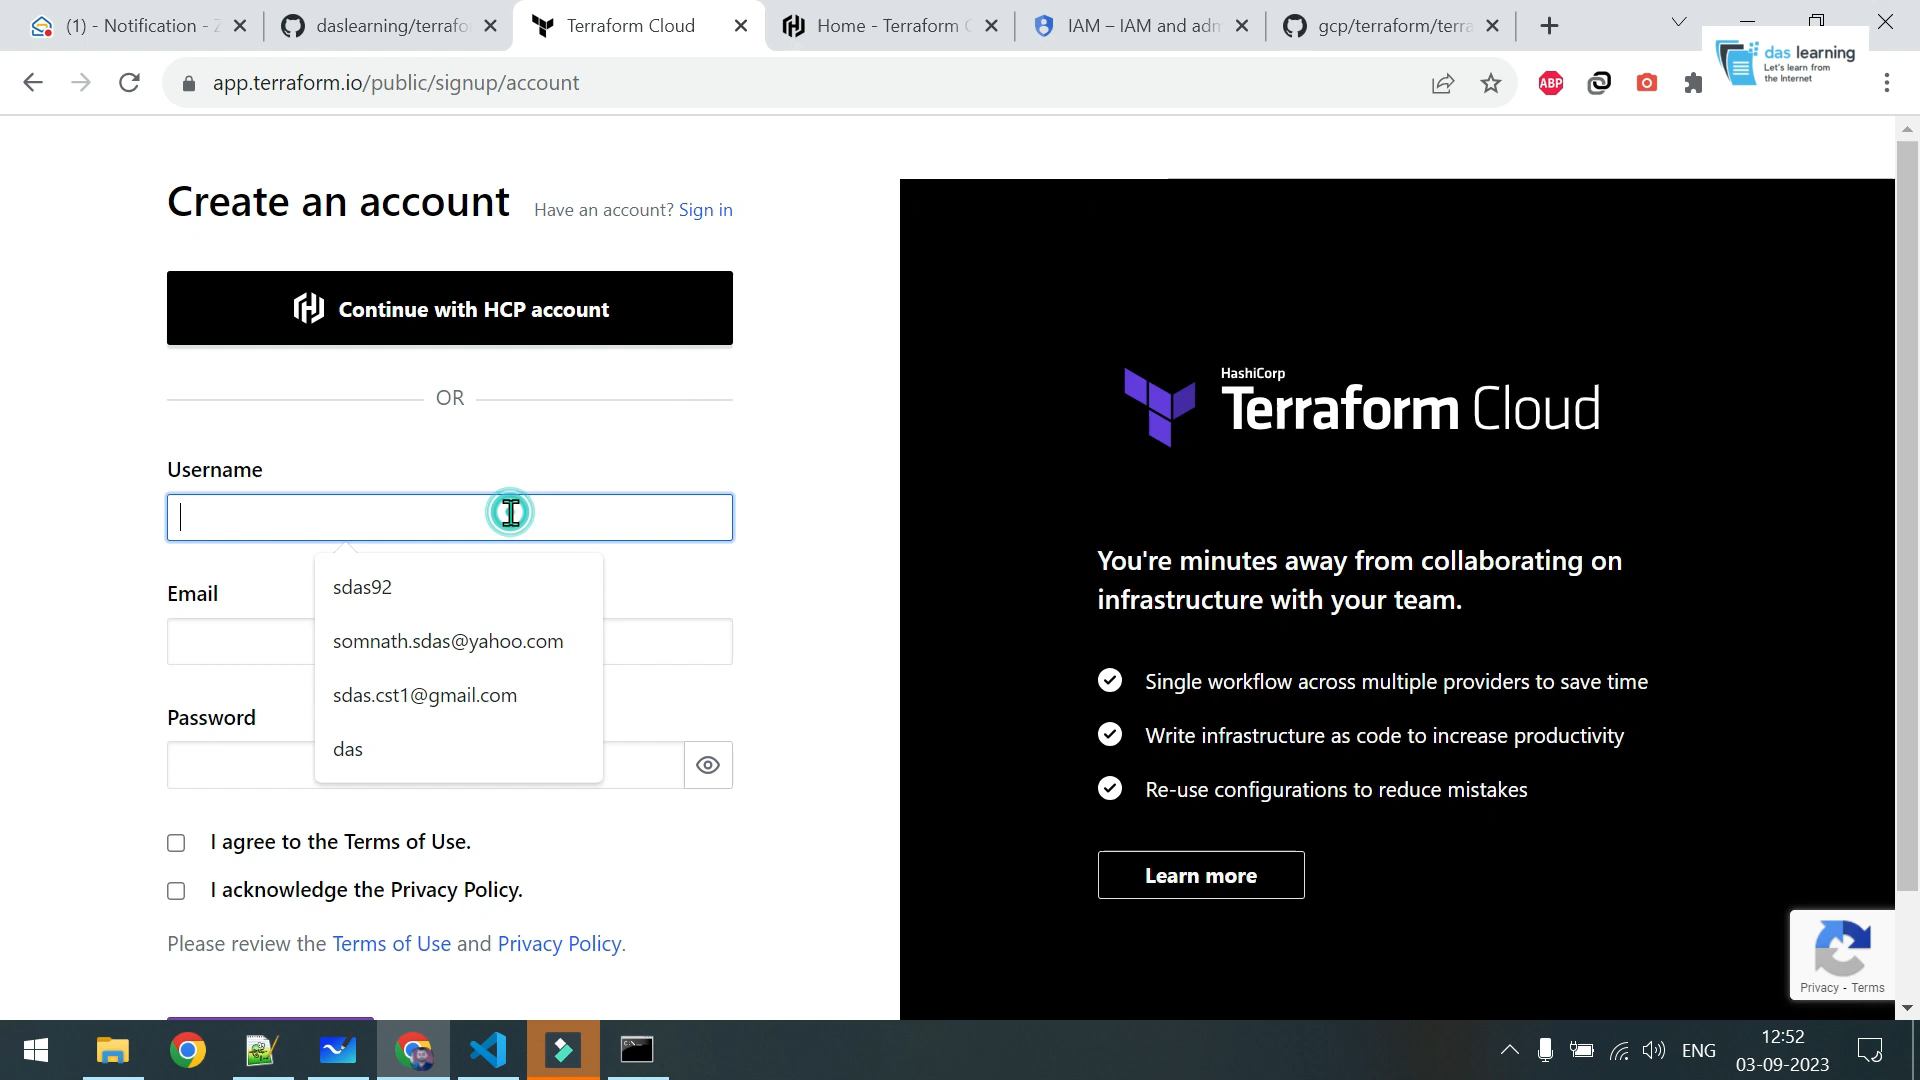 (1) - Notification - Z
daslearning/terrafo
Terraform Cloud
Home - Terraform C
IAM – IAM and adm
gcp/terraform/terra
das learning
Let's learn from
the Internet
app.terraform.io/public/signup/account
ABP
Create an account
Have an account? Sign in
Continue with HCP account
OR
Username
sdas92
Email
somnath.sdas@yahoo.com
sdas.cst1@gmail.com
Password
das
I agree to the Terms of Use.
I acknowledge the Privacy Policy.
Please review the Terms of Use and Privacy Policy.
HashiCorp
Terraform Cloud
You're minutes away from collaborating on
infrastructure with your team.
Single workflow across multiple providers to save time
Write infrastructure as code to increase productivity
Re-use configurations to reduce mistakes
Learn more
Privacy - Terms
ENG
12:52
03-09-2023